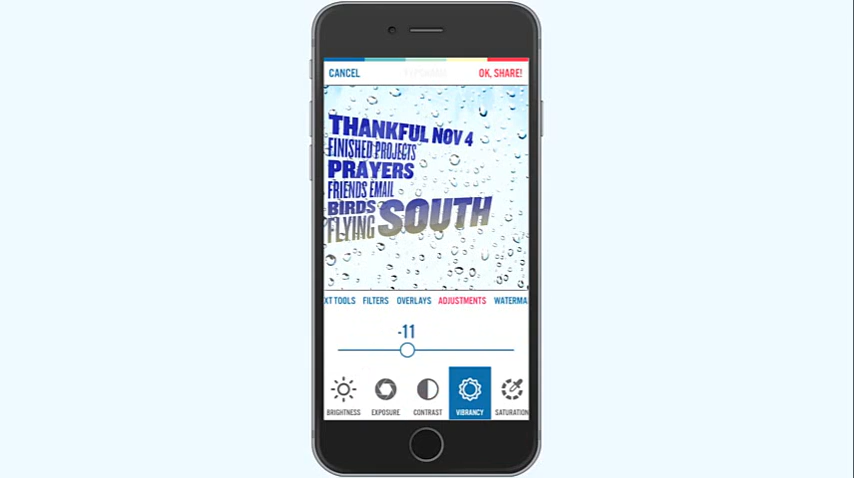 CANCEL OK, SHARE!
THANKFUL NOV 4
FINISHED PROJECTS
PRAYERS
FRIENDS EMAIL
BIRDS
FLYING SOUTH
XT TOOLS FILTERS OVERLAYS ADJUSTMENTS WATERMA
-11
BRIGHTNESS EXPOSURE CONTRAST VIBRANCY SATURATION